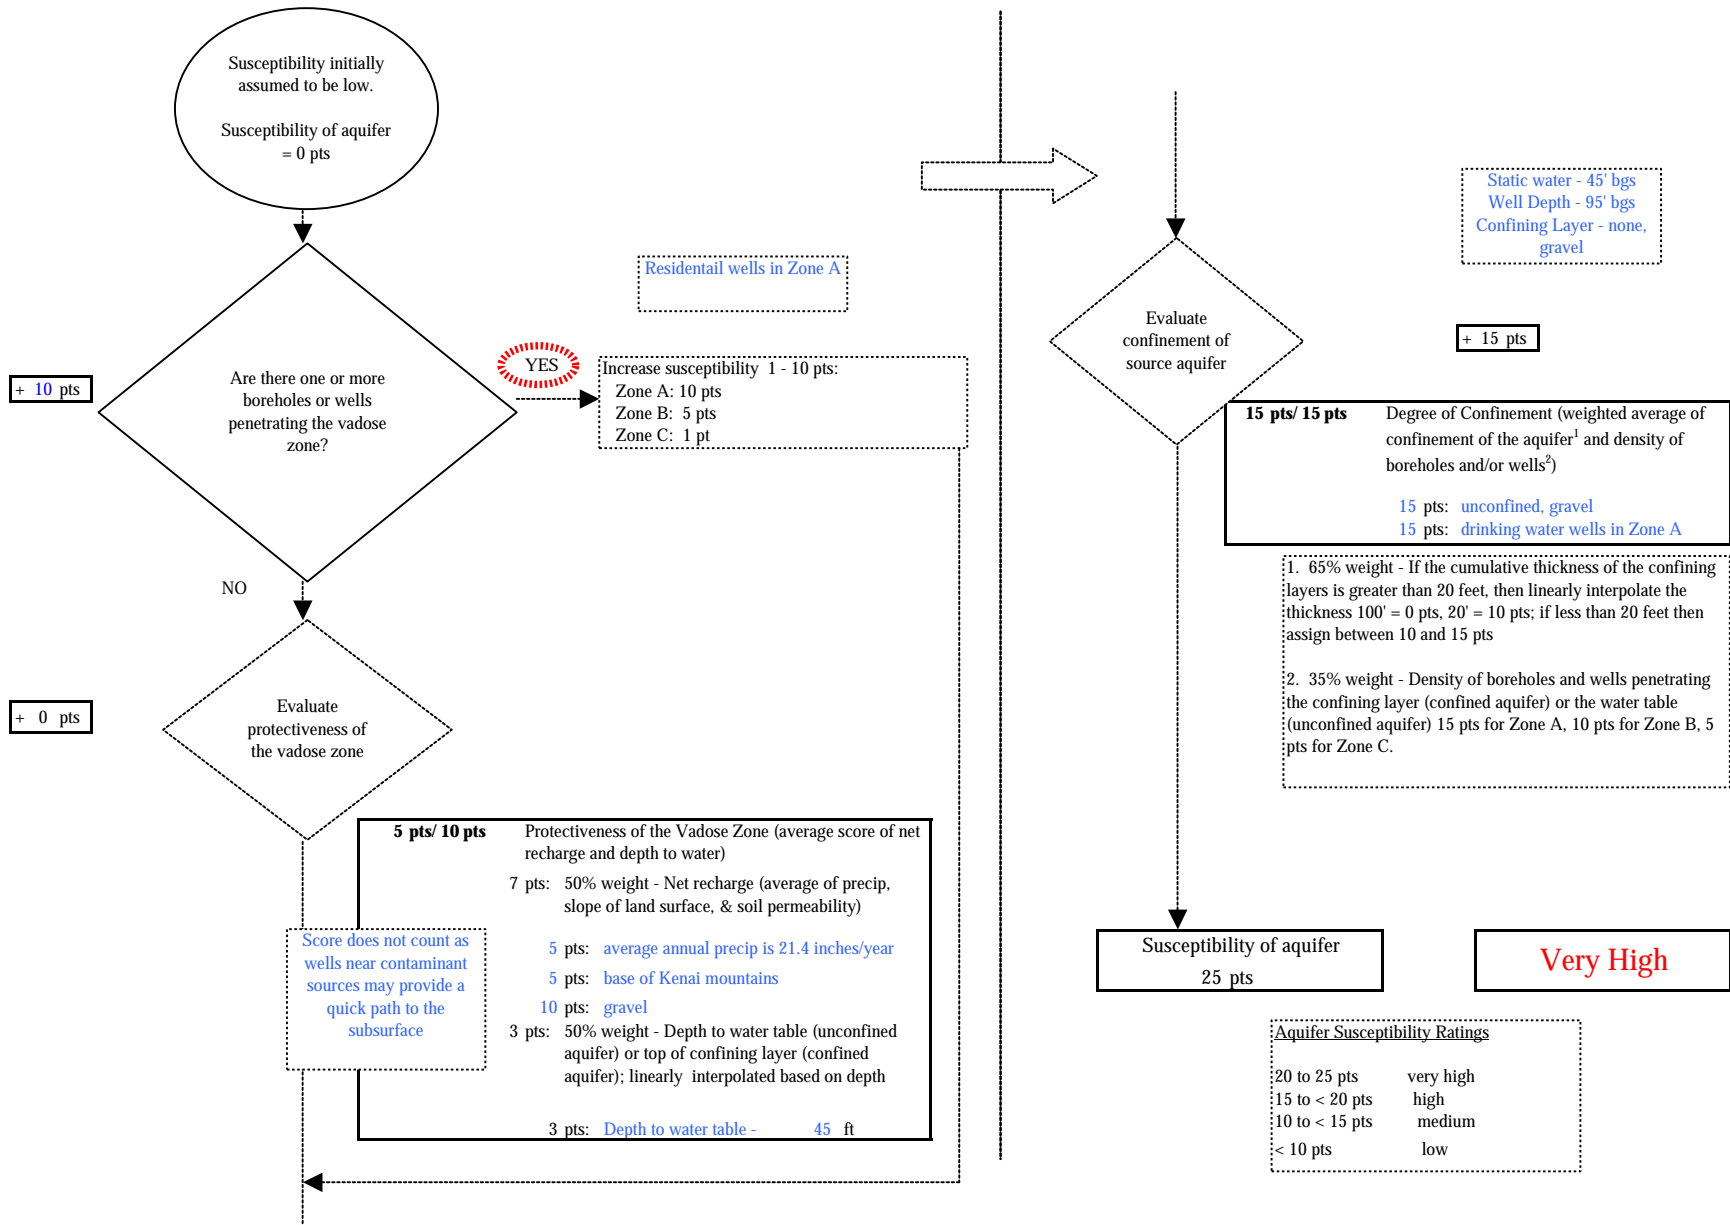 Susceptibility initially
assumed to be low.
Susceptibility of aquifer
= 0 pts
+ 10 pts
Are there one or more
boreholes or wells
penetrating the vadose
zone?
YES
NO
Residentail wells in Zone A
Increase susceptibility 1 - 10 pts:
Zone A: 10 pts
Zone B: 5 pts
Zone C: 1 pt
+ 0 pts
Evaluate
protectiveness of
the vadose zone
5 pts/ 10 pts Protectiveness of the Vadose Zone (average score of net
recharge and depth to water)
7 pts: 50% weight - Net recharge (average of precip,
slope of land surface, & soil permeability)
5 pts: average annual precip is 21.4 inches/year
5 pts: base of Kenai mountains
10 pts: gravel
3 pts: 50% weight - Depth to water table (unconfined
aquifer) or top of confining layer (confined
aquifer); linearly interpolated based on depth
3 pts: Depth to water table - 45 ft
Score does not count as
wells near contaminant
sources may provide a
quick path to the
subsurface
Static water - 45' bgs
Well Depth - 95' bgs
Confining Layer - none,
gravel
Evaluate
confinement of
source aquifer
+ 15 pts
15 pts/ 15 pts Degree of Confinement (weighted average of
confinement of the aquifer¹ and density of
boreholes and/or wells²)
15 pts: unconfined, gravel
15 pts: drinking water wells in Zone A
1. 65% weight - If the cumulative thickness of the confining
layers is greater than 20 feet, then linearly interpolate the
thickness 100' = 0 pts, 20' = 10 pts; if less than 20 feet then
assign between 10 and 15 pts
2. 35% weight - Density of boreholes and wells penetrating
the confining layer (confined aquifer) or the water table
(unconfined aquifer) 15 pts for Zone A, 10 pts for Zone B, 5
pts for Zone C.
Susceptibility of aquifer
25 pts
Very High
Aquifer Susceptibility Ratings
20 to 25 pts very high
15 to < 20 pts high
10 to < 15 pts medium
< 10 pts low